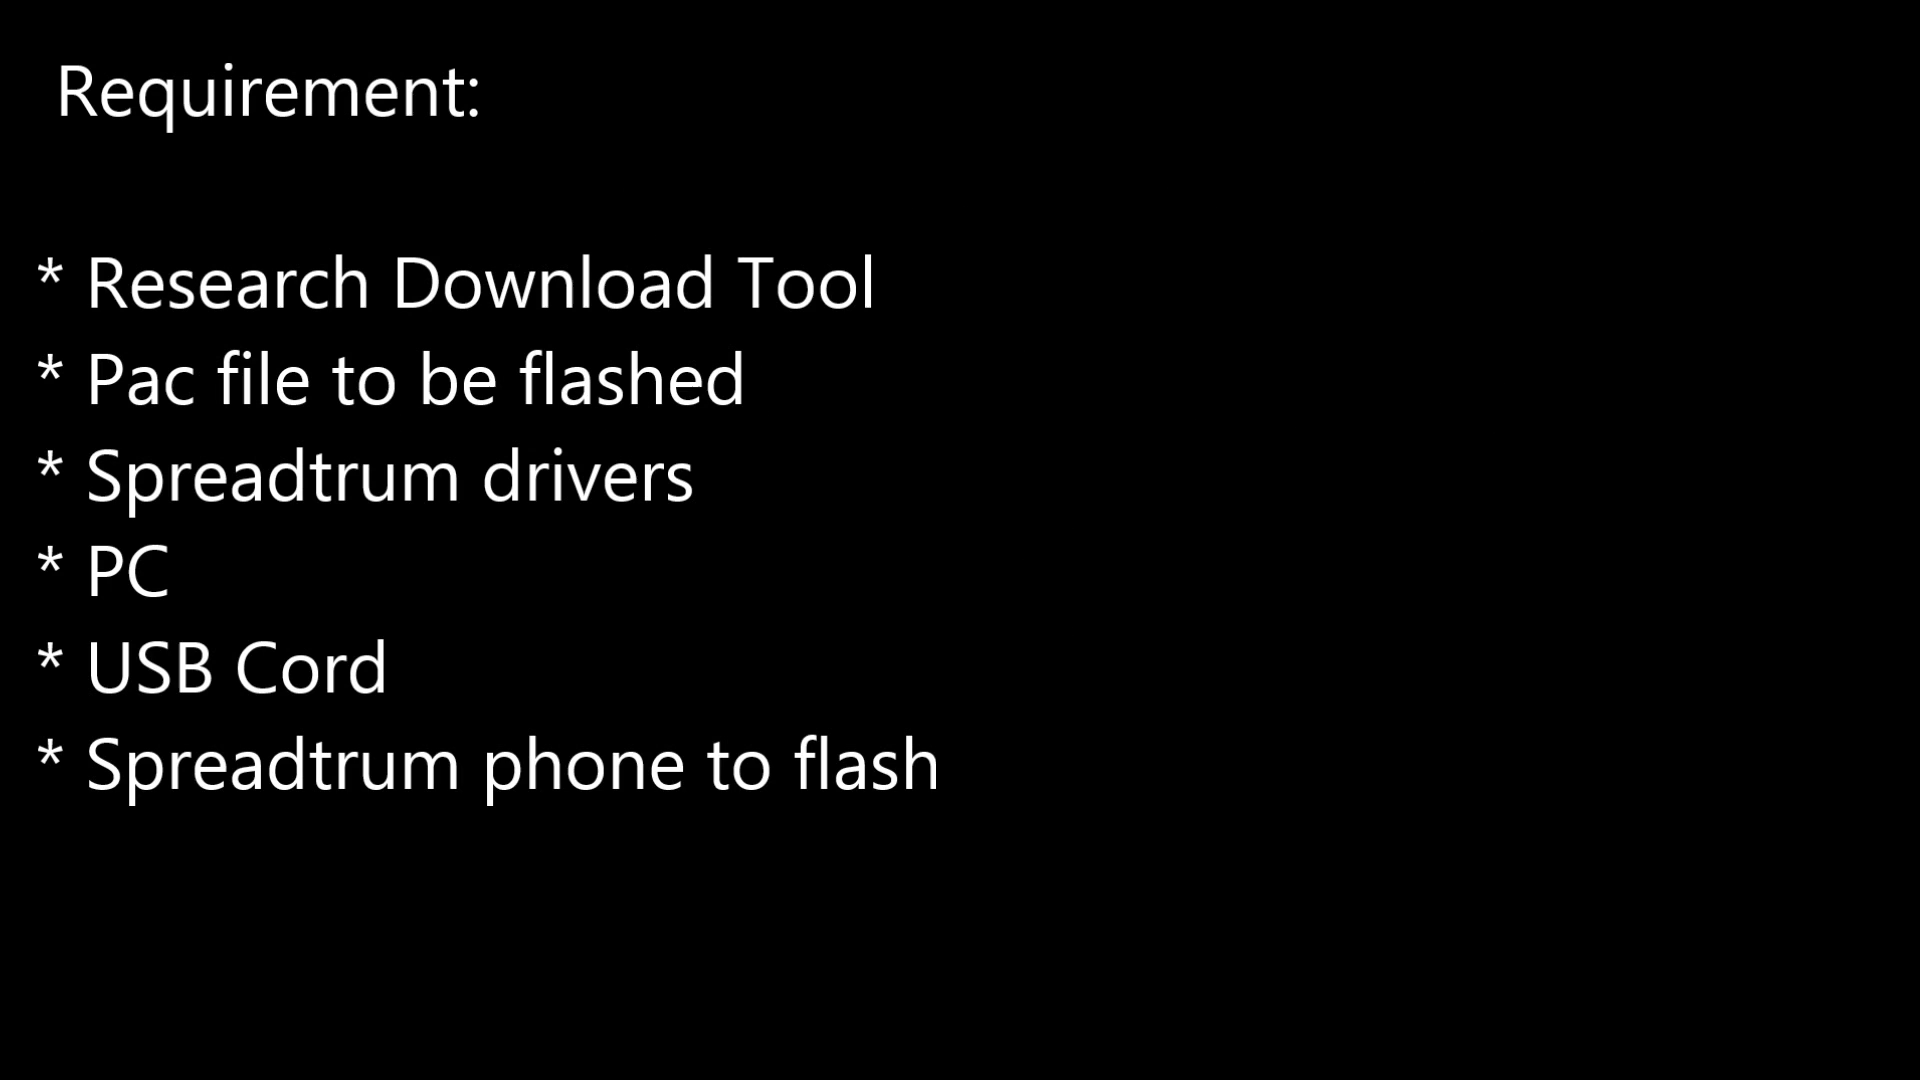 Requirement:
* Research Download Tool
* Pac file to be flashed
* Spreadtrum drivers
* PC
* USB Cord
* Spreadtrum phone to flash